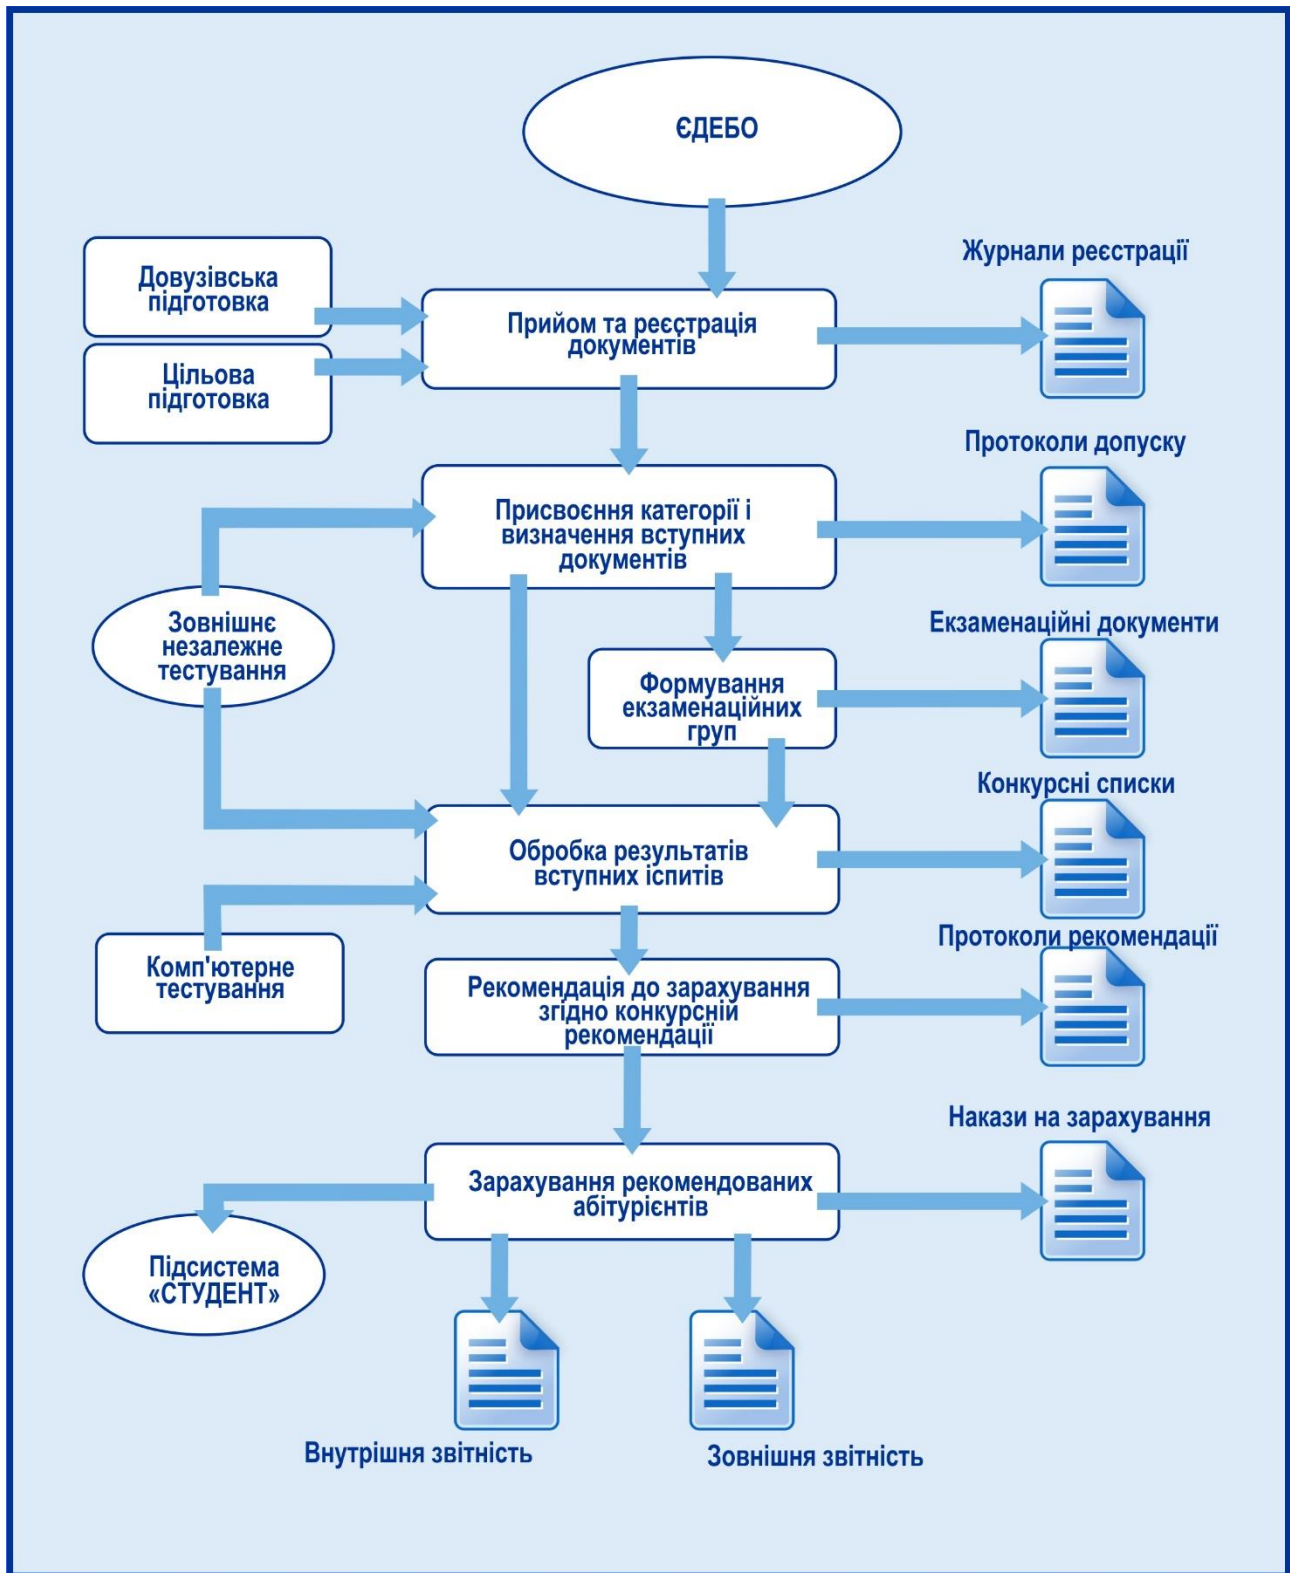 ЄДЕБО
Журнали реєстрації
Довузівська
підготовка
Прийом та реєстрація
документів
Цільова
підготовка
Протоколи допуску
Присвоєння категорії і
визначення вступних
документів
Екзаменаційні документи
Зовнішнє
незалежне
тестування
Формування
екзаменаційних
груп
Конкурсні списки
Обробка результатів
вступних іспитів
Протоколи рекомендації
Комп'ютерне
тестування
Рекомендація до зарахування
згідно конкурсній
рекомендації
Накази на зарахування
Зарахування рекомендованих
абітурієнтів
Підсистема
«СТУДЕНТ»
Внутрішня звітність
Зовнішня звітність